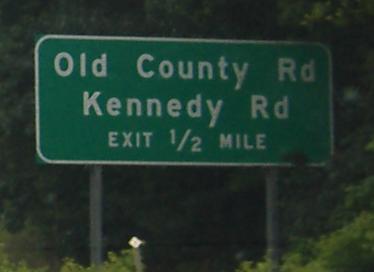 Old County Rd
Kennedy Rd
EXIT 1/2 MILE